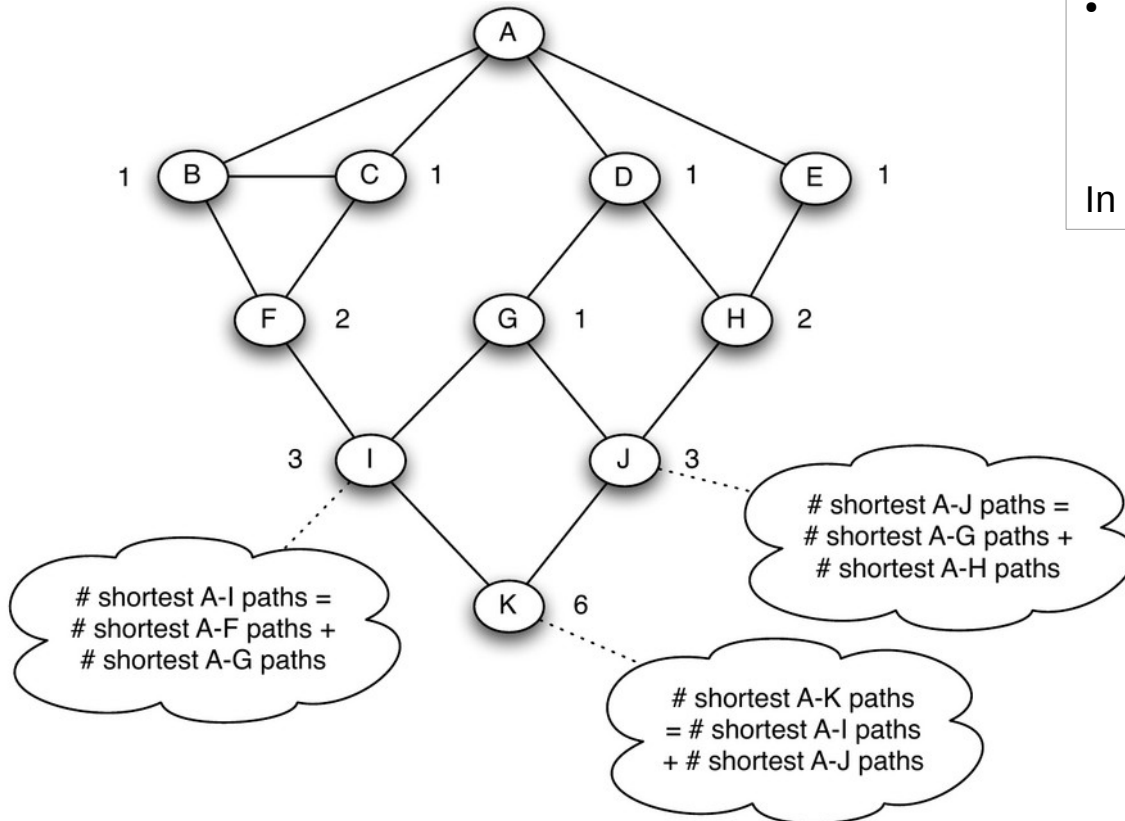 •
A
1 B C 1 D 1 E 1
In
F 2 G 1 H 2
3 I J 3
# shortest A-J paths =
# shortest A-G paths +
# shortest A-H paths
# shortest A-I paths =
# shortest A-F paths +
# shortest A-G paths
K 6
# shortest A-K paths
= # shortest A-I paths
+ # shortest A-J paths